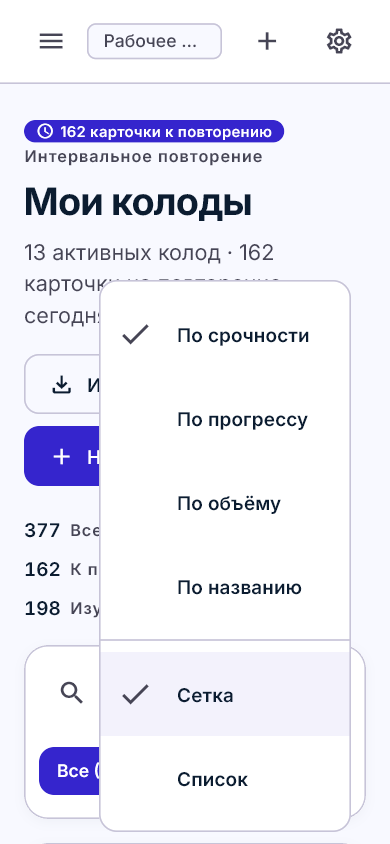 Рабочее ...
162 карточки к повторению
Интервальное повторение
Мои колоды
13 активных колод · 162
карточки на повторение
По срочности
По прогрессу
По объёму
377
162
По названию
198
Сетка
Все (
Список